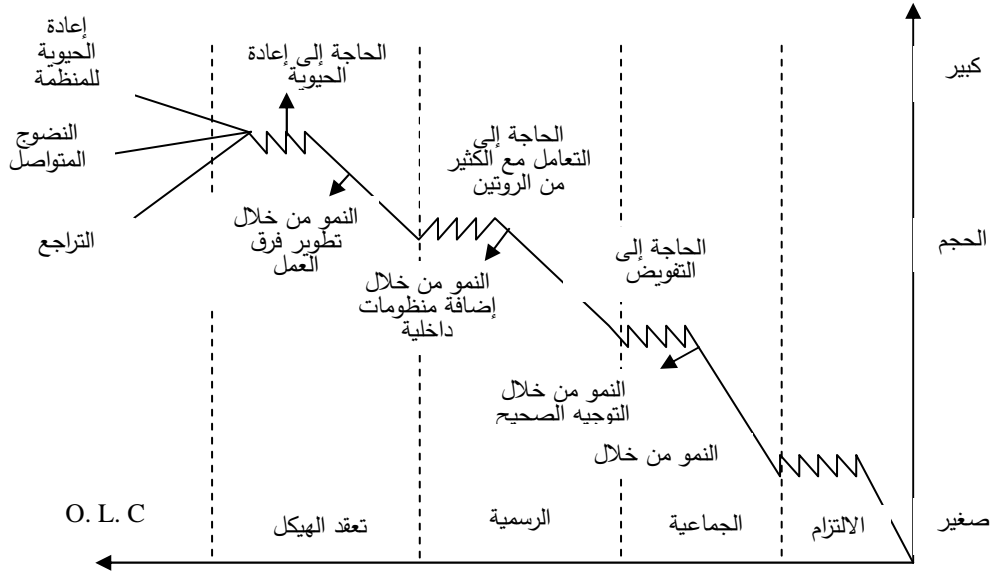 إعادة
الحيوية
للمنظمة
النضوج
المتواصل
التراجع
الحاجة إلى إعادة
الحيوية
النمو من خلال
تطوير فرق
العمل
الحاجة إلى
التعامل مع الكثير
من الروتين
النمو من خلال
إضافة منظومات
داخلية
الحاجة إلى
التفويض
النمو من خلال
التوجيه الصحيح
النمو من خلال
كبير
الحجم
صغير
الالتزام
الجماعية
الرسمية
تعقد الهيكل
O. L. C